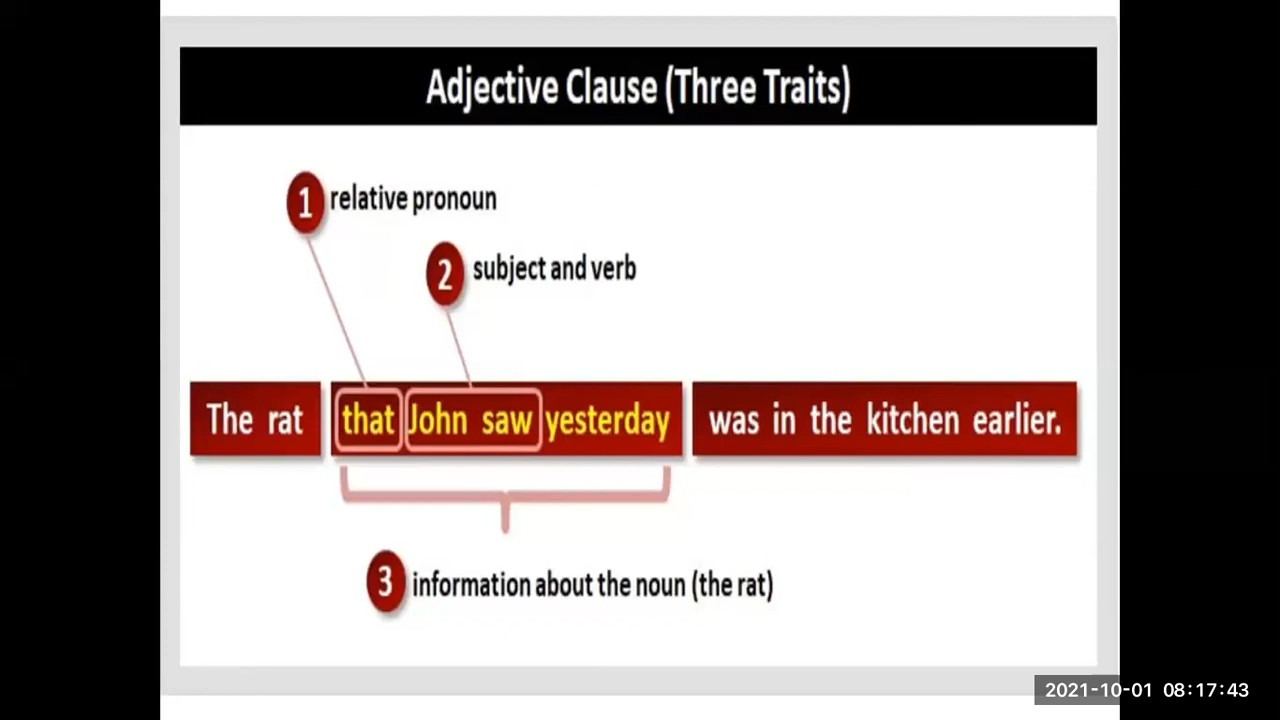 Adjective Clause (Three Traits)
1 relative pronoun
2 subject and verb
The rat that John saw yesterday was in the kitchen earlier.
3 information about the noun (the rat)
2021-10-01 08:17:43